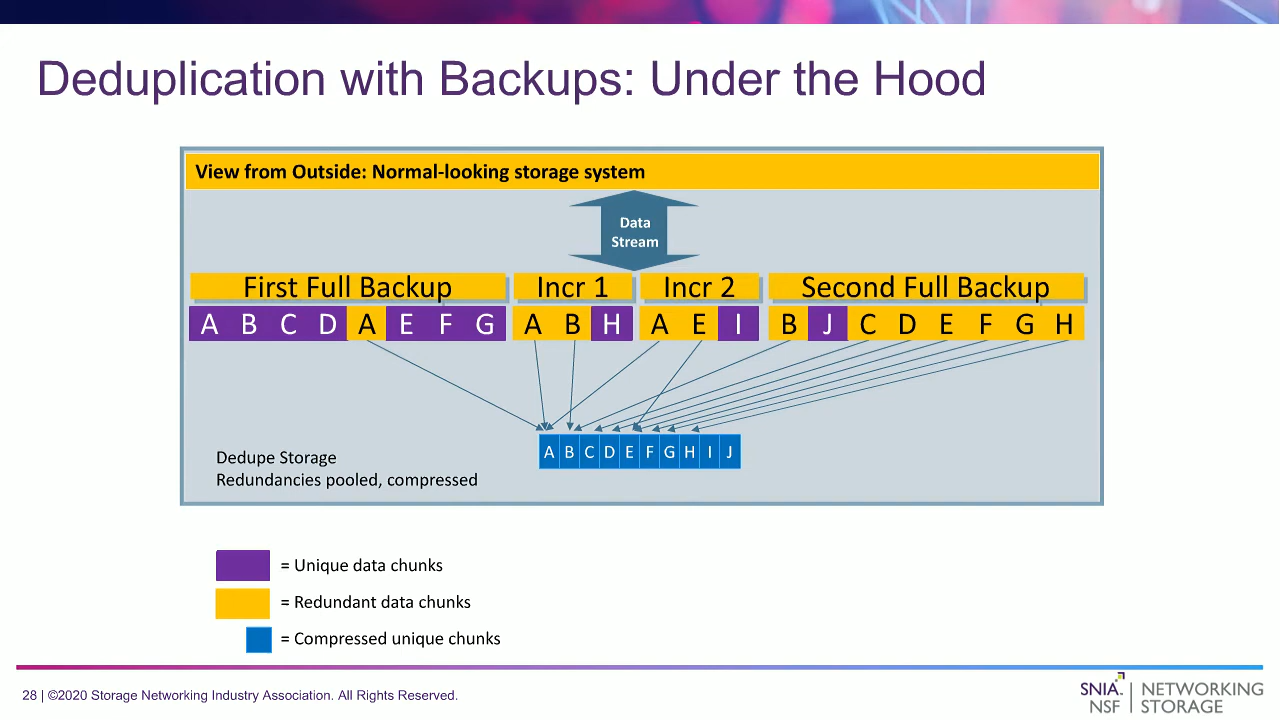 Deduplication with Backups: Under the Hood
View from Outside: Normal-looking storage system
Data
Stream
First Full Backup Incr 1 Incr 2 Second Full Backup
A B C D A E F G A B H A E I B J C D E F G H
A B C D E F G H I J
Dedupe Storage
Redundancies pooled, compressed
= Unique data chunks
= Redundant data chunks
= Compressed unique chunks
28 | ©2020 Storage Networking Industry Association. All Rights Reserved.
SNIA | NETWORKING
NSF | STORAGE